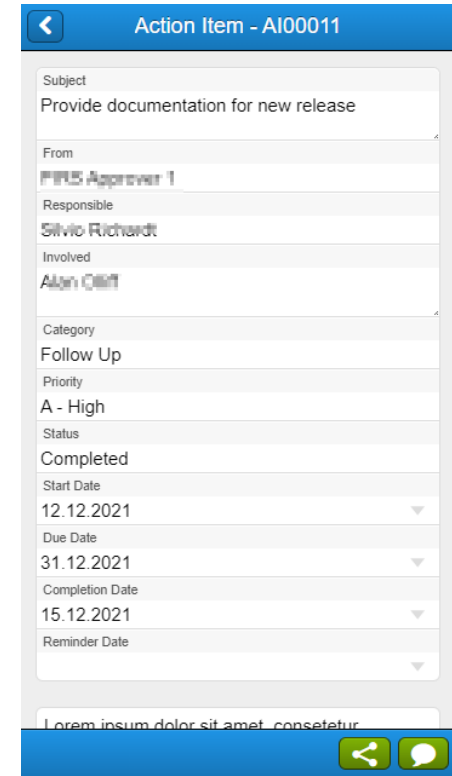 Action Item - AI00011
Subject
Provide documentation for new release
From
Responsible
Involved
Category
Follow Up
Priority
A - High
Status
Completed
Start Date
12.12.2021
Due Date
31.12.2021
Completion Date
15.12.2021
Reminder Date
Lorem ipsum dolor sit amet, consetetur